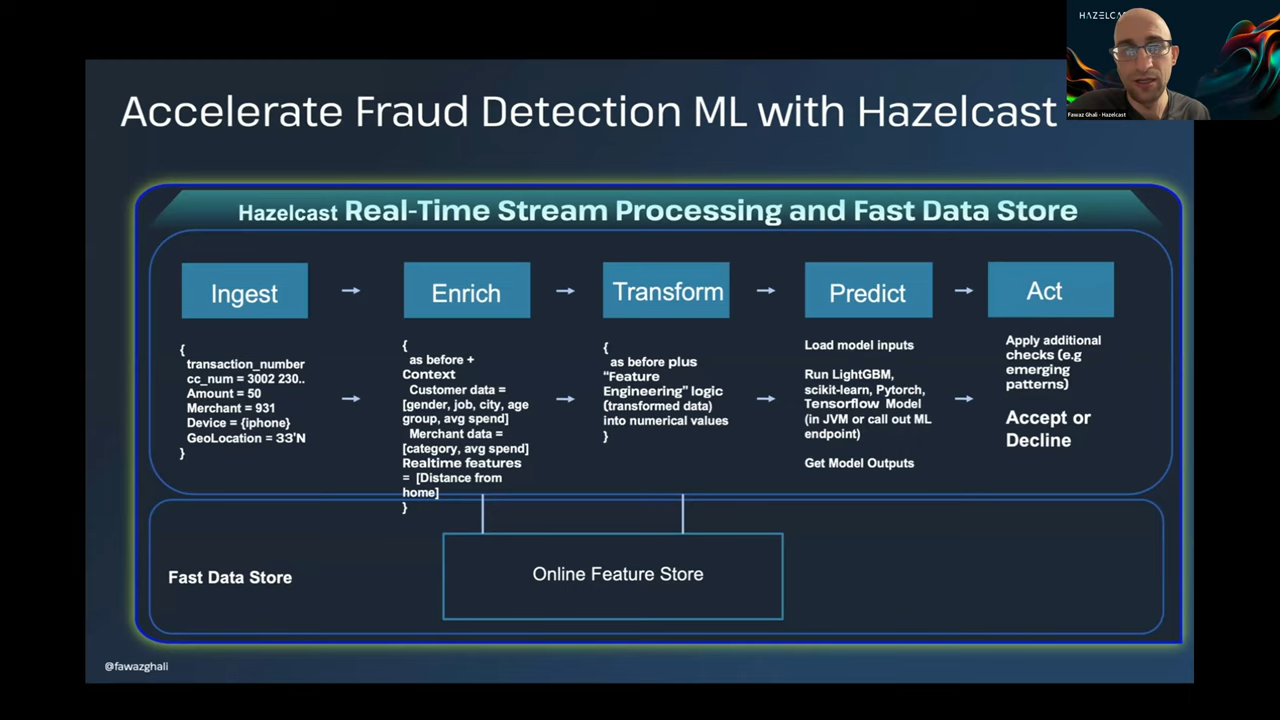 HAZELCAS
Fawaz Ghali - Hazelcast
Accelerate Fraud Detection ML with Hazelcast
Hazelcast Real-Time Stream Processing and Fast Data Store
Ingest
Enrich
Transform
Predict
Act
{
transaction_number
cc_num = 3002 230..
Amount = 50
Merchant = 931
Device = {iphone}
GeoLocation = 33'N
}
{
as before +
Context
Customer data =
[gender, job, city, age
group, avg spend]
Merchant data =
[category, avg spend]
Realtime features
= [Distance from
home]
}
{
as before plus
“Feature
Engineering” logic
(transformed data)
into numerical values
}
Load model inputs
Run LightGBM,
scikit-learn, Pytorch,
Tensorflow Model
(in JVM or call out ML
endpoint)
Get Model Outputs
Apply additional
checks (e.g
emerging
patterns)
Accept or
Decline
Fast Data Store
Online Feature Store
@fawazghali